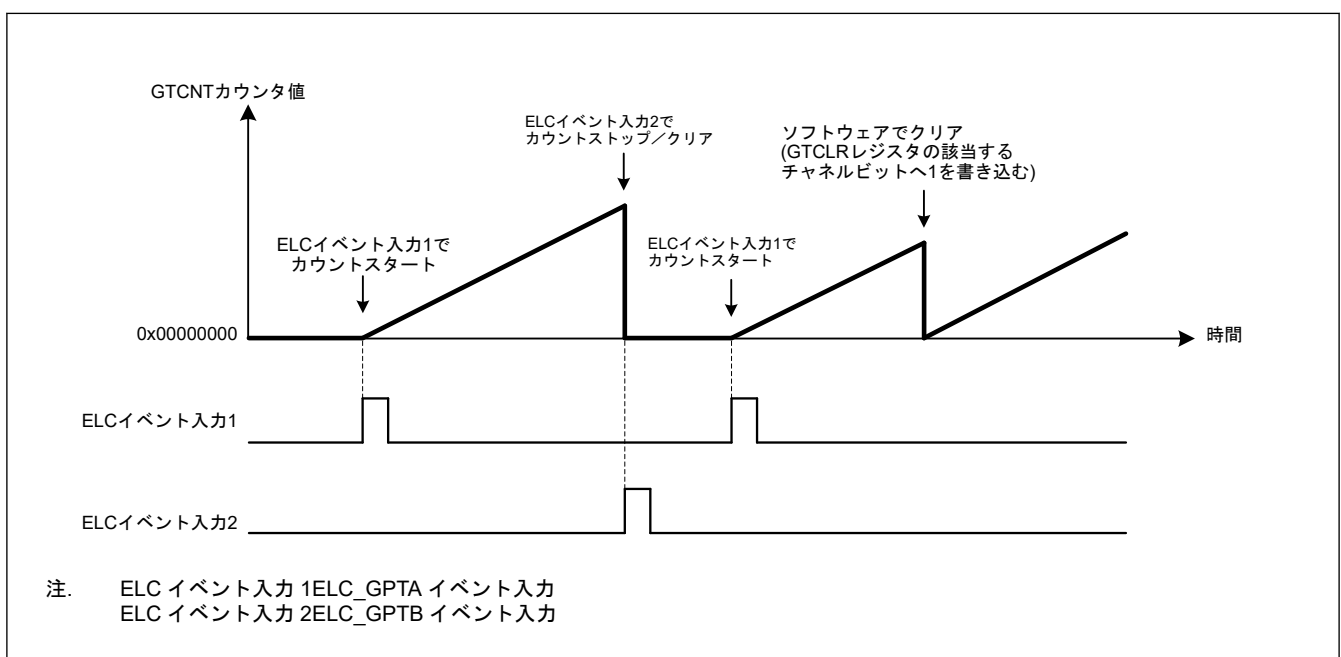 GTCNTカウンタ値
ELCイベント入力2で
カウントストップ／クリア
ソフトウェアでクリア
(GTCLRレジスタの該当する
チャネルビットへ1を書き込む)
ELCイベント入力1で
カウントスタート
ELCイベント入力1で
カウントスタート
0x00000000
時間
ELCイベント入力1
ELCイベント入力2
注. ELC イベント入力 1ELC_GPTA イベント入力
ELC イベント入力 2ELC_GPTB イベント入力